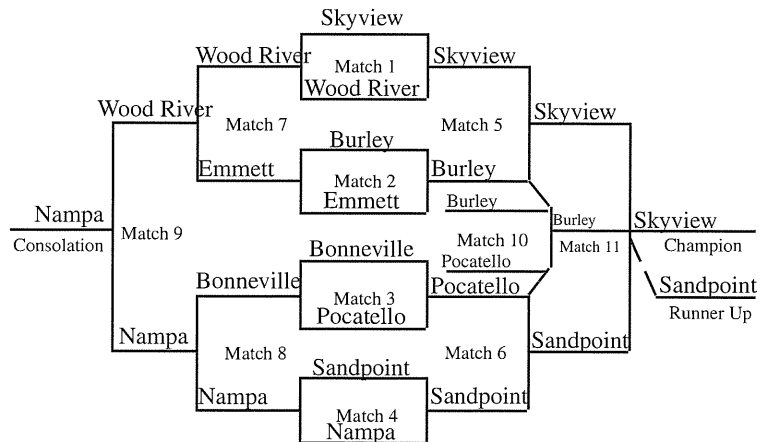 Skyview
Wood River
Match 1
Skyview
Wood River
Wood River
Match 7
Match 5
Skyview
Burley
Emmett
Match 2
Burley
Emmett
Burley
Nampa
Consolation
Match 9
Burley
Match 10
Match 11
Skyview
Champion
Bonneville
Pocatello
Bonneville
Match 3
Pocatello
Pocatello
Sandpoint
Runner Up
Nampa
Match 8
Sandpoint
Match 6
Sandpoint
Nampa
Match 4
Sandpoint
Nampa